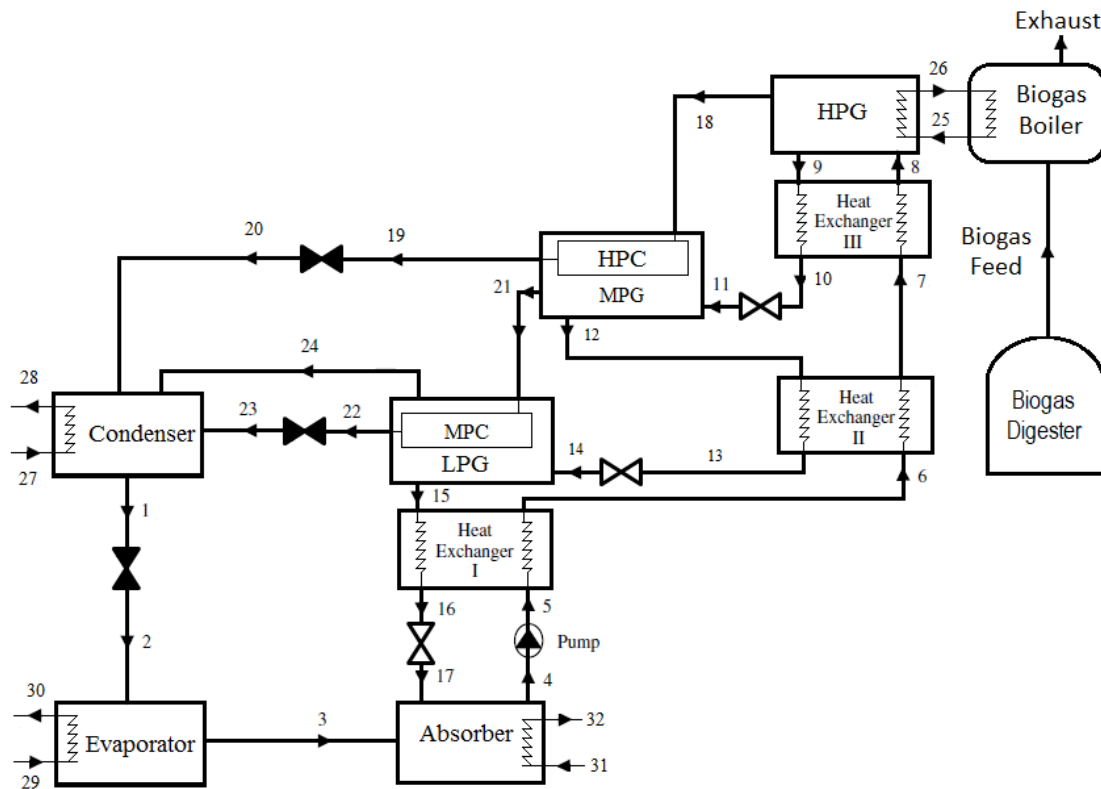 Exhaust
26
Biogas
Boiler
HPG
25
18
9
8
Heat
Exchanger
III
20
19
HPC
MPG
21
11
10
7
Biogas
Feed
12
24
28
Condenser
27
23
22
MPC
LPG
14
13
Heat
Exchanger
II
6
Biogas
Digester
1
15
Heat
Exchanger
I
16
5
Pump
2
17
4
30
Evaporator
29
3
Absorber
32
31